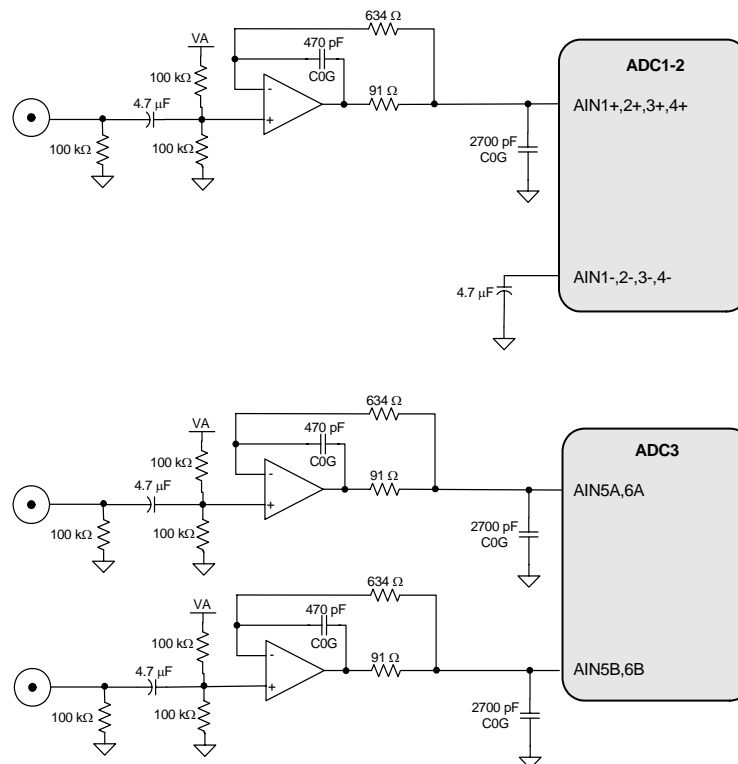 634 Ω
470 pF
C0G
VA
100 kΩ
4.7 µF
-
+
91 Ω
100 kΩ
100 kΩ
2700 pF
C0G
ADC1-2
AIN1+,2+,3+,4+
4.7 µF
AIN1-,2-,3-,4-
634 Ω
470 pF
C0G
VA
100 kΩ
4.7 µF
-
+
91 Ω
100 kΩ
100 kΩ
2700 pF
C0G
ADC3
AIN5A,6A
634 Ω
470 pF
C0G
VA
100 kΩ
4.7 µF
-
+
91 Ω
100 kΩ
100 kΩ
2700 pF
C0G
AIN5B,6B